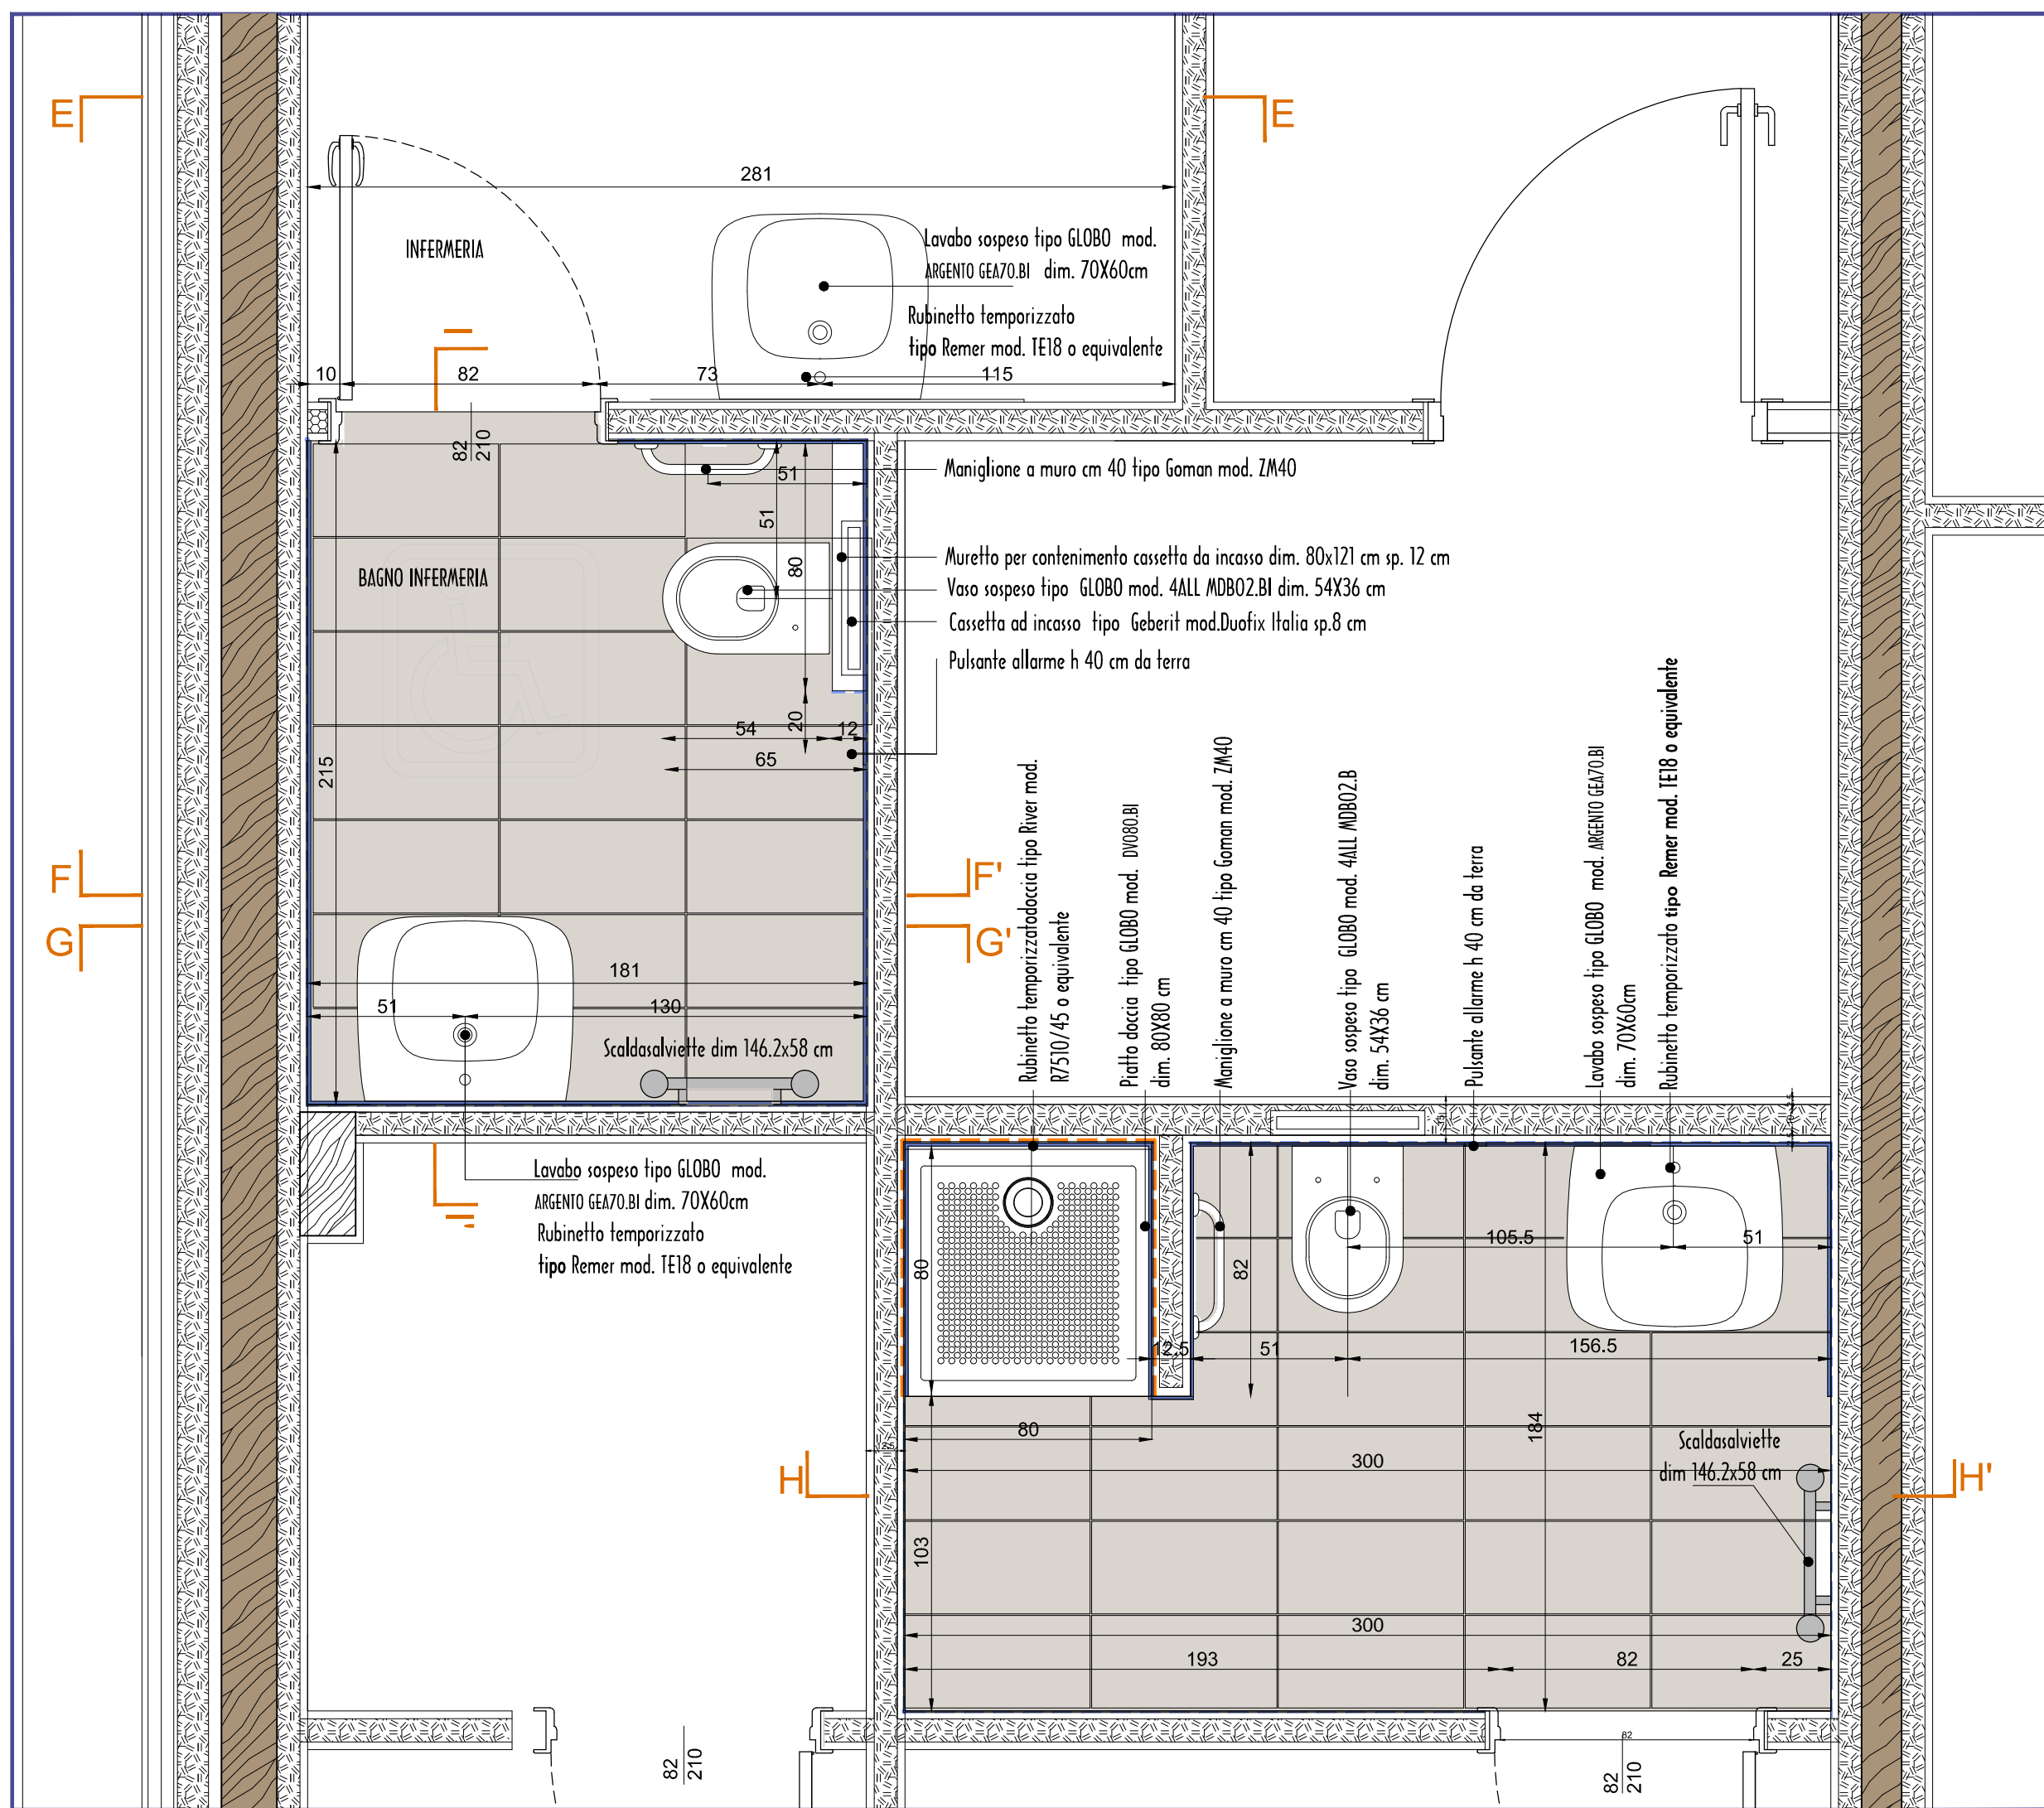 E
E
281
INFERMERIA
Lavabo sospeso tipo GLOBO mod.
ARGENTO GEA70.BI dim. 70X60cm
Rubinetto temporizzato
tipo Remer mod. TE18 o equivalente
I
10
82
73
115
82
210
51
Maniglione a muro cm 40 tipo Goman mod. ZM40
51
80
Muretto per contenimento cassetta da incasso dim. 80x121 cm sp. 12 cm
BAGNO INFERMERIA
Vaso sospeso tipo GLOBO mod. 4ALL MDB02.BI dim. 54X36 cm
Cassetta ad incasso tipo Geberit mod.Duofix Italia sp.8 cm
Pulsante allarme h 40 cm da terra
20
54
12
65
215
Rubinetto temporizzatodoccia tipo River mod.
R7510/45 o equivalente
Piatto doccia tipo GLOBO mod. DV080.BI
dim. 80X80 cm
Maniglione a muro cm 40 tipo Goman mod. ZM40
Vaso sospeso tipo GLOBO mod. 4ALL MDB02.B
dim. 54X36 cm
Pulsante allarme h 40 cm da terra
Lavabo sospeso tipo GLOBO mod. ARGENTO GEA70.BI
dim. 70X60cm
Rubinetto temporizzato tipo Remer mod. TE18 o equivalente
F
F'
G
G'
181
51
130
Scaldasalviette dim 146.2x58 cm
Lavabo sospeso tipo GLOBO mod.
ARGENTO GEA70.BI dim. 70X60cm
Rubinetto temporizzato
tipo Remer mod. TE18 o equivalente
80
82
105.5
51
12.5
51
156.5
80
184
Scaldasalviette
dim 146.2x58 cm
300
H
H'
103
300
193
82
25
82
82
210
82
210